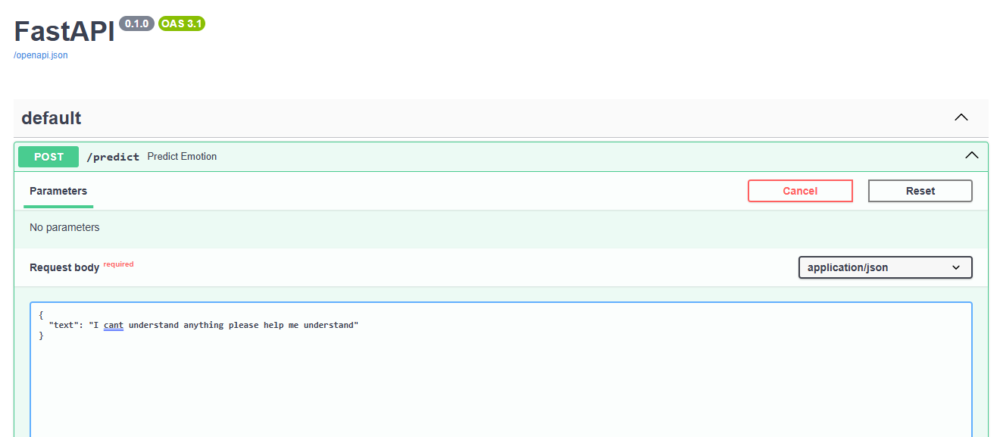 FastAPI 0.1.0 OAS 3.1
/openapi.json
default
POST /predict Predict Emotion
Parameters Cancel Reset
No parameters
Request body required application/json
{
  "text": "I cant understand anything please help me understand"
}